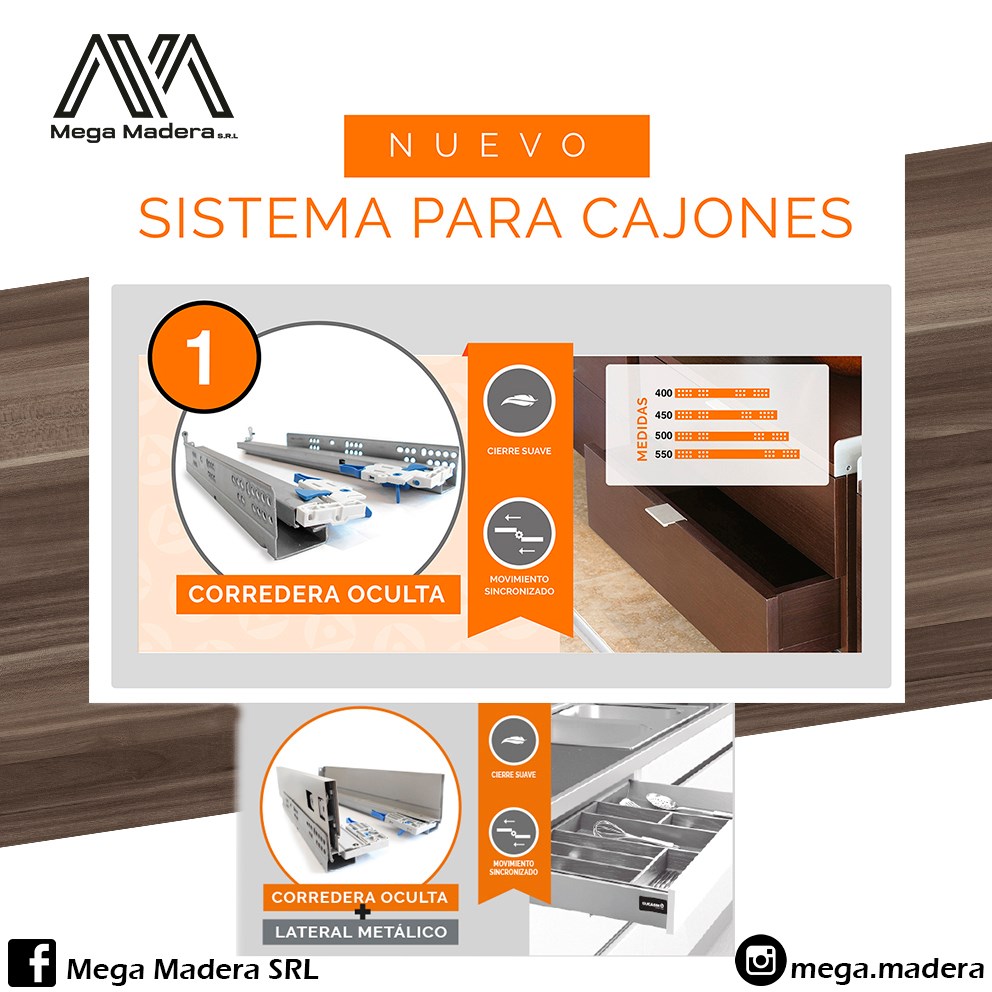 Mega Madera S.R.L
NUEVO
SISTEMA PARA CAJONES
1
CIERRE SUAVE
MOVIMIENTO
SINCRONIZADO
MEDIDAS
400
450
500
550
CORREDERA OCULTA
CIERRE SUAVE
MOVIMIENTO
SINCRONIZADO
CORREDERA OCULTA
+
LATERAL METÁLICO
Mega Madera SRL
mega.madera